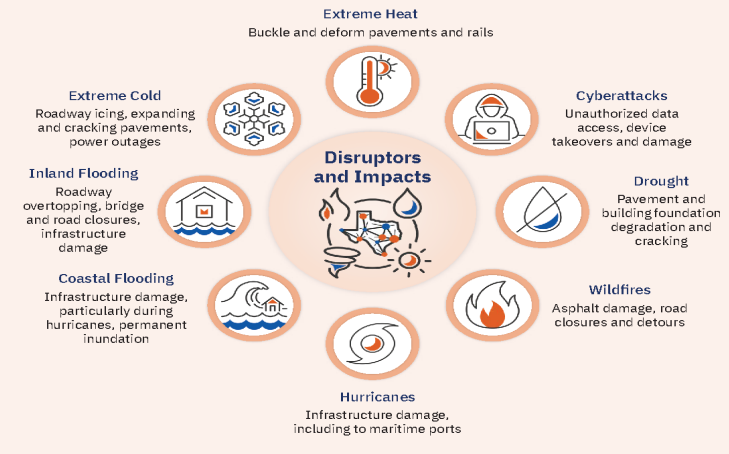 Extreme Heat
Buckle and deform pavements and rails
Extreme Cold
Roadway icing, expanding
and cracking pavements,
power outages
Cyberattacks
Unauthorized data
access, device
takeovers and damage
Disruptors
and Impacts
Inland Flooding
Roadway
overtopping, bridge
and road closures,
infrastructure
damage
Drought
Pavement and
building foundation
degradation and
cracking
Coastal Flooding
Infrastructure damage,
particularly during
hurricanes, permanent
inundation
Wildfires
Asphalt damage, road
closures and detours
Hurricanes
Infrastructure damage,
including to maritime ports